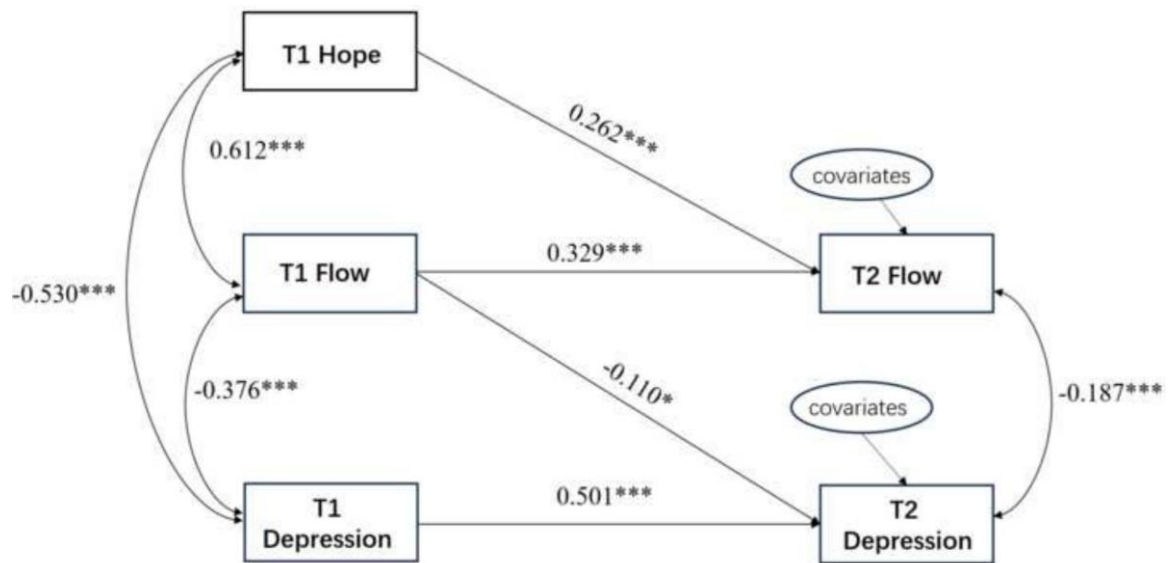 T1 Hope
0.262***
0.612***
covariates
0.329***
T1 Flow
T2 Flow
-0.530***
-0.376***
-0.110*
covariates
-0.187***
0.501***
T1
Depression
T2
Depression